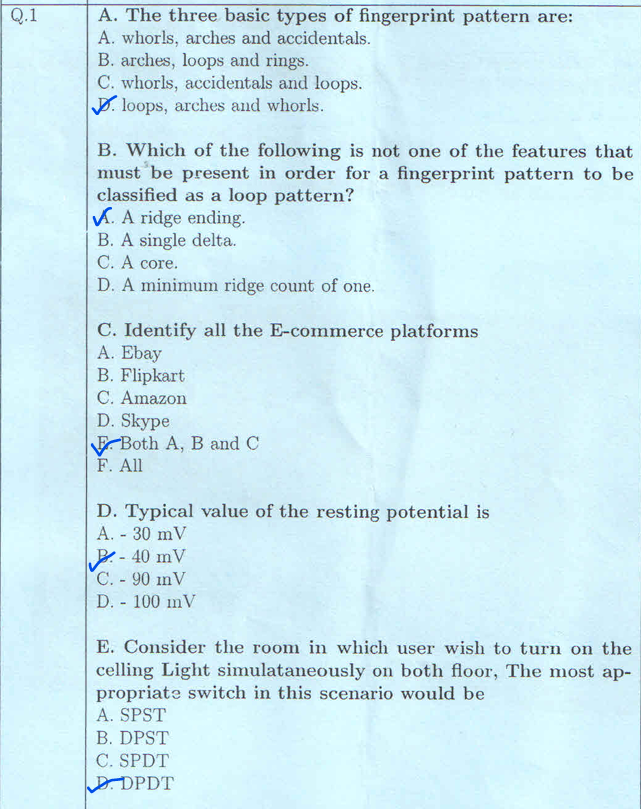 Q.1
A. The three basic types of fingerprint pattern are:
A. whorls, arches and accidentals.
B. arches, loops and rings.
C. whorls, accidentals and loops.
D. loops, arches and whorls.
B. Which of the following is not one of the features that
must be present in order for a fingerprint pattern to be
classified as a loop pattern?
A. A ridge ending.
B. A single delta.
C. A core.
D. A minimum ridge count of one.
C. Identify all the E-commerce platforms
A. Ebay
B. Flipkart
C. Amazon
D. Skype
E. Both A, B and C
F. All
D. Typical value of the resting potential is
A. - 30 mV
B. - 40 mV
C. - 90 mV
D. - 100 mV
E. Consider the room in which user wish to turn on the
celling Light simulataneously on both floor, The most ap-
propriate switch in this scenario would be
A. SPST
B. DPST
C. SPDT
D. DPDT